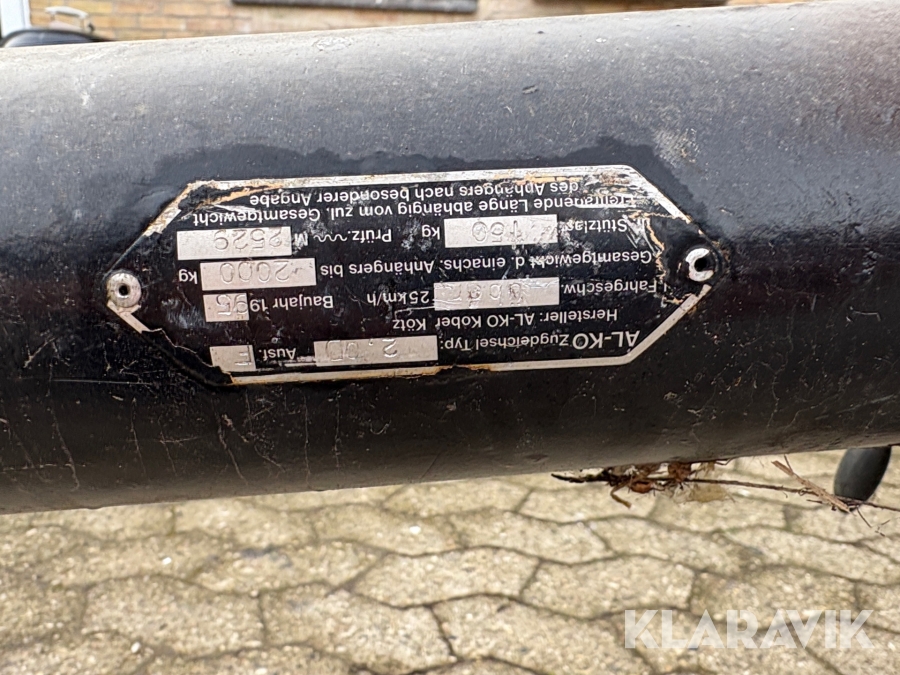 AL-KO Zugdeichsel Typ: Ausf. E
Hersteller: AL-KO Kober, Kötz
Fahrgeschw. 25km/h Baujahr 1995
Gesamtgewicht d. einachs. Anhängers bis 2000 kg
Stützlast 150 kg Prüfz. M 2529
Freitragende Länge abhängig vom zul. Gesamtgewicht
des Anhängers nach besonderer Angabe
KLARAVIK